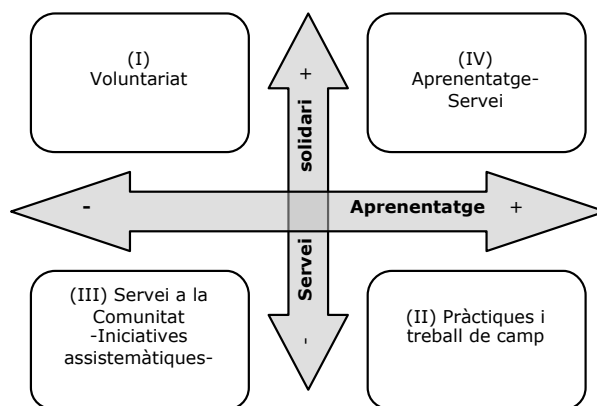 (I)
Voluntariat
(IV)
Aprenentatge-
Servei
+
solidari
-
Aprenentatge +
Servei
-
(III) Servei a la
Comunitat
-Iniciatives
assistemàtiques-
(II) Pràctiques i
treball de camp